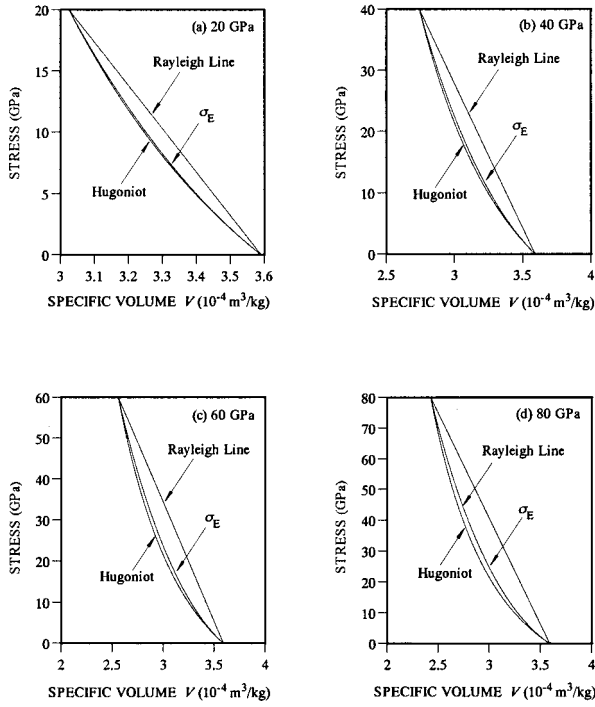 (a) 20 GPa
Rayleigh Line
σE
Hugoniot
STRESS (GPa)
20
15
10
5
0
3 3.1 3.2 3.3 3.4 3.5 3.6
SPECIFIC VOLUME V (10-4 m3/kg)
(b) 40 GPa
Rayleigh Line
σE
Hugoniot
STRESS (GPa)
40
30
20
10
0
2.5 3 3.5 4
SPECIFIC VOLUME V (10-4 m3/kg)
(c) 60 GPa
Rayleigh Line
σE
Hugoniot
STRESS (GPa)
60
50
40
30
20
10
0
2 2.5 3 3.5 4
SPECIFIC VOLUME V (10-4 m3/kg)
(d) 80 GPa
Rayleigh Line
σE
Hugoniot
STRESS (GPa)
80
70
60
50
40
30
20
10
0
2 2.5 3 3.5 4
SPECIFIC VOLUME V (10-4 m3/kg)